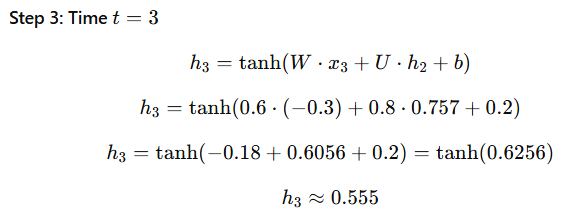 Step 3: Time t = 3
h₃ = tanh(W · x₃ + U · h₂ + b)
h₃ = tanh(0.6 · (−0.3) + 0.8 · 0.757 + 0.2)
h₃ = tanh(−0.18 + 0.6056 + 0.2) = tanh(0.6256)
h₃ ≈ 0.555